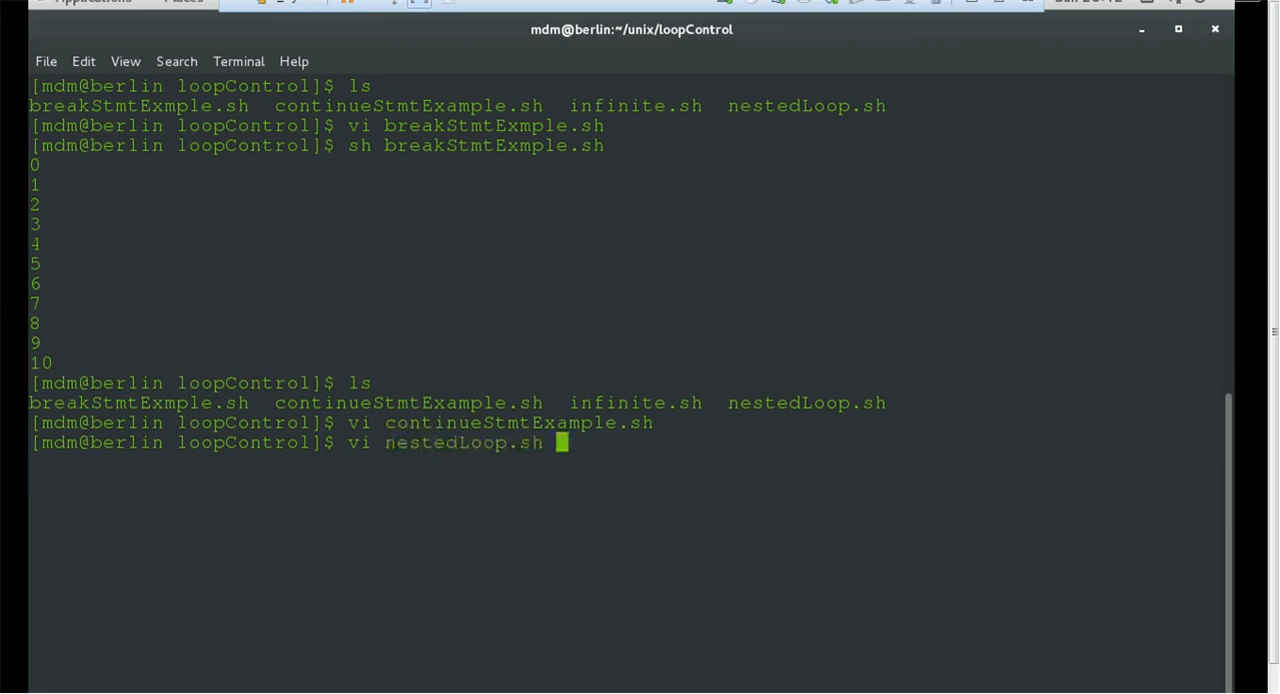 mdm@berlin:~/unix/loopControl
File Edit View Search Terminal Help
[mdm@berlin loopControl]$ ls
breakStmtExmple.sh continueStmtExample.sh infinite.sh nestedLoop.sh
[mdm@berlin loopControl]$ vi breakStmtExmple.sh
[mdm@berlin loopControl]$ sh breakStmtExmple.sh
0
1
2
3
4
5
6
7
8
9
10
[mdm@berlin loopControl]$ ls
breakStmtExmple.sh continueStmtExample.sh infinite.sh nestedLoop.sh
[mdm@berlin loopControl]$ vi continueStmtExample.sh
[mdm@berlin loopControl]$ vi nestedLoop.sh